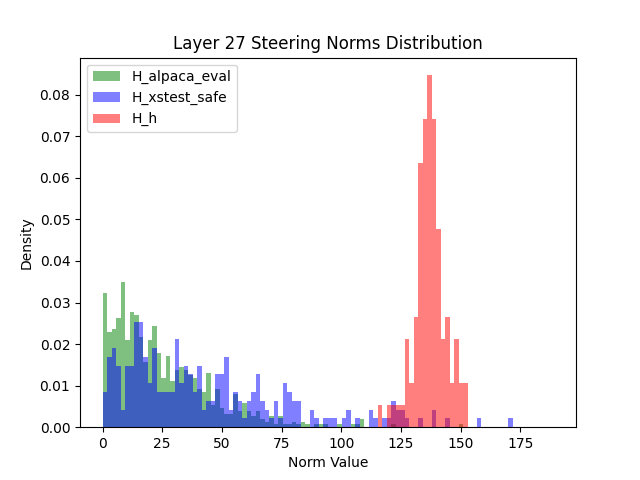 Layer 27 Steering Norms Distribution
H_alpaca_eval
H_xstest_safe
H_h
Density
0.08
0.07
0.06
0.05
0.04
0.03
0.02
0.01
0.00
0 25 50 75 100 125 150 175
Norm Value